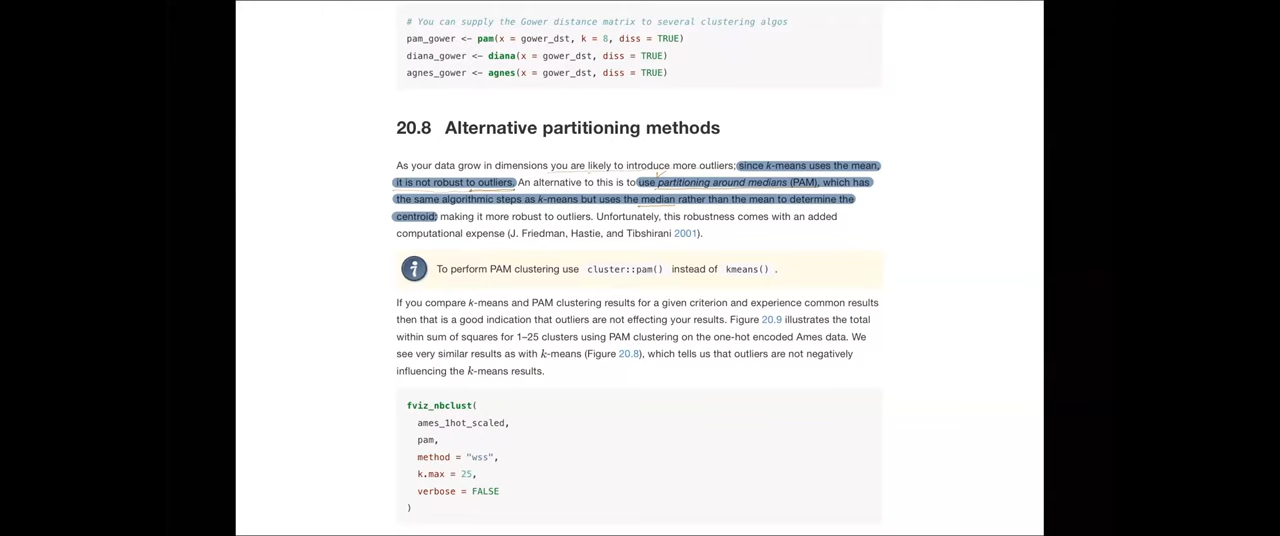 # You can supply the Gower distance matrix to several clustering algos
pam_gower <- pam(x = gower_dst, k = 8, diss = TRUE)
diana_gower <- diana(x = gower_dst, diss = TRUE)
agnes_gower <- agnes(x = gower_dst, diss = TRUE)
20.8 Alternative partitioning methods
As your data grow in dimensions you are likely to introduce more outliers; since k-means uses the mean,
it is not robust to outliers. An alternative to this is to use partitioning around medians (PAM), which has
the same algorithmic steps as k-means but uses the median rather than the mean to determine the
centroid; making it more robust to outliers. Unfortunately, this robustness comes with an added
computational expense (J. Friedman, Hastie, and Tibshirani 2001).
To perform PAM clustering use cluster::pam() instead of kmeans() .
If you compare k-means and PAM clustering results for a given criterion and experience common results
then that is a good indication that outliers are not effecting your results. Figure 20.9 illustrates the total
within sum of squares for 1–25 clusters using PAM clustering on the one-hot encoded Ames data. We
see very similar results as with k-means (Figure 20.8), which tells us that outliers are not negatively
influencing the k-means results.
fviz_nbclust(
ames_1hot_scaled,
pam,
method = "wss",
k.max = 25,
verbose = FALSE
)